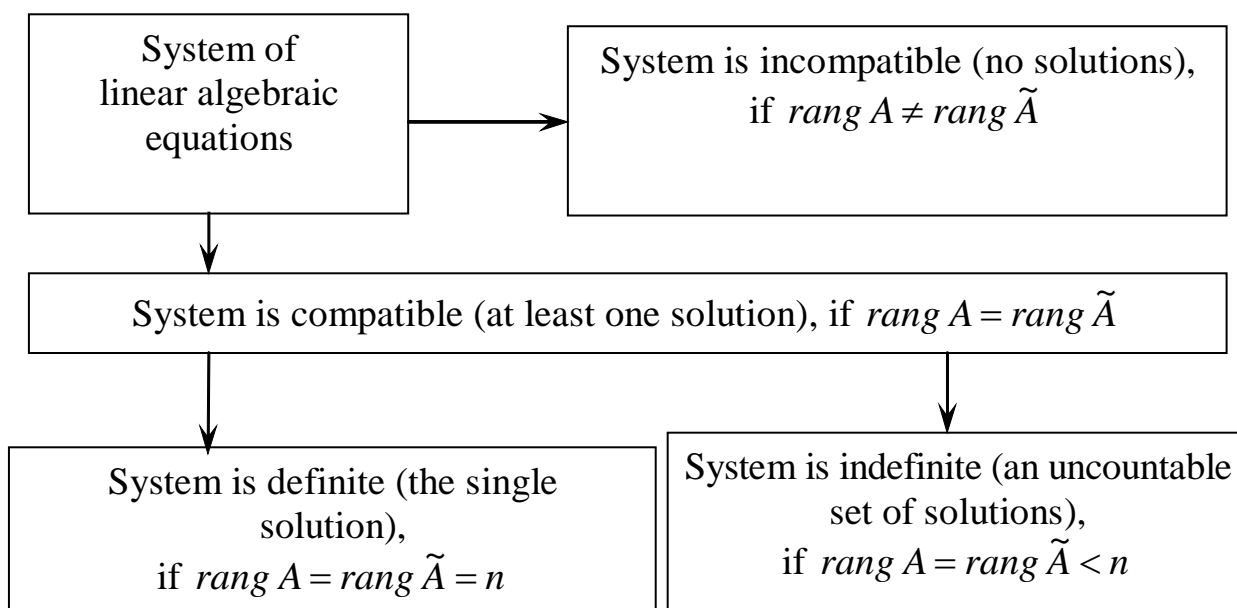 System of
linear algebraic
equations
System is incompatible (no solutions),
if rang A ≠ rang Ã
System is compatible (at least one solution), if rang A = rang Ã
System is definite (the single
solution),
if rang A = rang Ã = n
System is indefinite (an uncountable
set of solutions),
if rang A = rang Ã < n